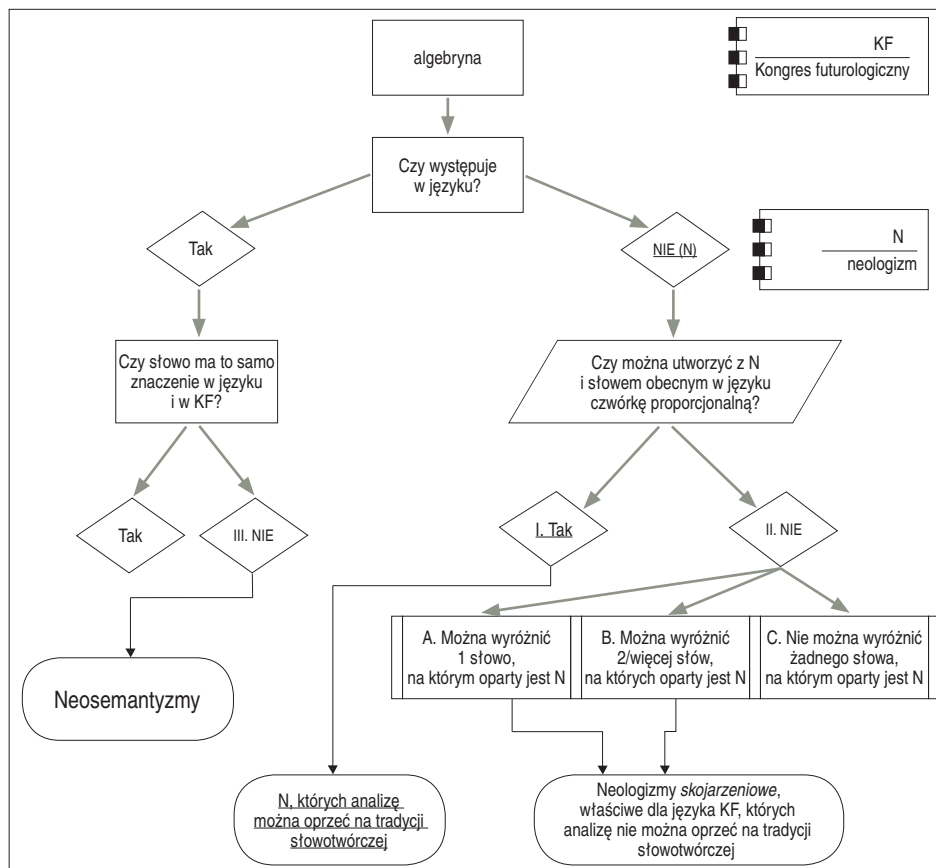 algebryna
KF
Kongres futurologiczny
Czy występuje
w języku?
Tak
NIE (N)
N
neologizm
Czy słowo ma to samo
znaczenie w języku
i w KF?
Czy można utworzyć z N
i słowem obecnym w języku
czwórkę proporcjonalną?
Tak
III. NIE
I. Tak
II. NIE
A. Można wyróżnić
1 słowo,
na którym oparty jest N
B. Można wyróżnić
2/więcej słów,
na których oparty jest N
C. Nie można wyróżnić
żadnego słowa,
na którym oparty jest N
Neosemantyzmy
N, których analizę
można oprzeć na tradycji
słowotwórczej
Neologizmy skojarzeniowe,
właściwe dla języka KF, których
analizę nie można oprzeć na tradycji
słowotwórczej